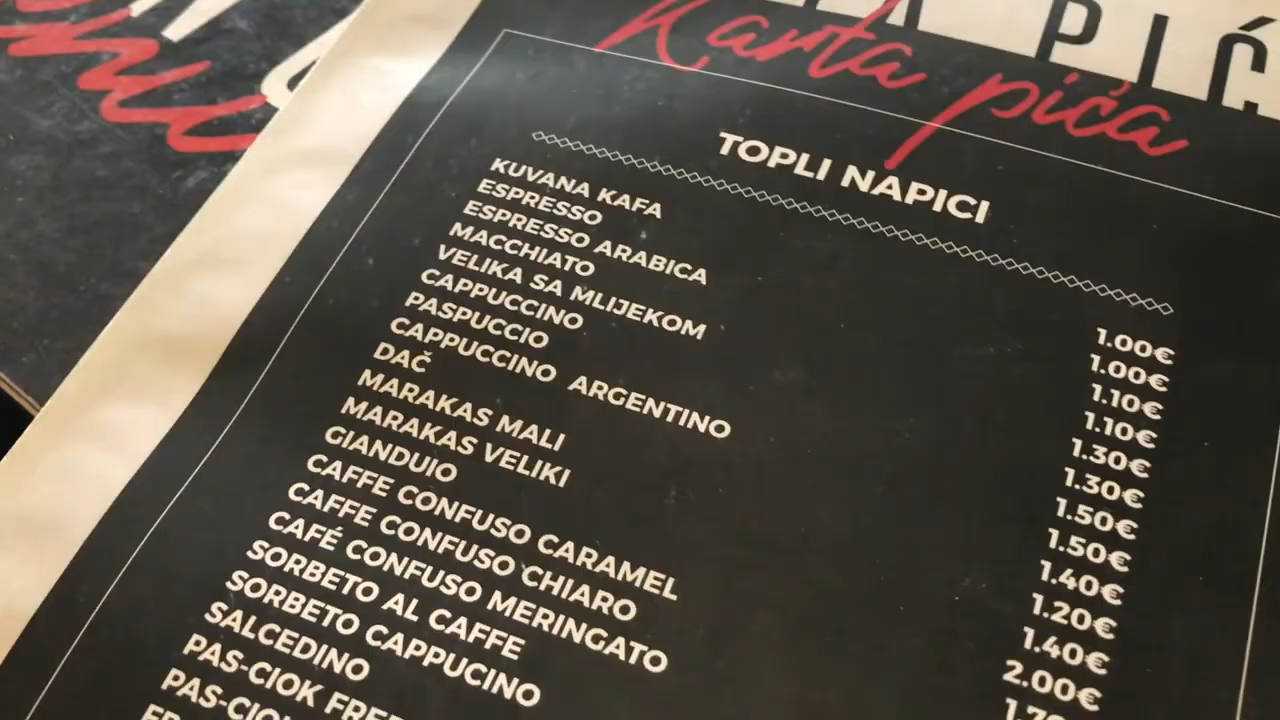 Karta pića
TOPLI NAPICI
KUVANA KAFA 1.00€
ESPRESSO 1.00€
ESPRESSO ARABICA 1.10€
MACCHIATO 1.10€
VELIKA SA MLIJEKOM 1.30€
CAPPUCCINO 1.30€
PASPUCCIO 1.50€
CAPPUCCINO ARGENTINO 1.50€
DAČ 1.40€
MARAKAS MALI 1.20€
MARAKAS VELIKI 1.40€
GIANDUIO 2.00€
CAFFE CONFUSO CARAMEL
CAFFE CONFUSO CHIARO
CAFÉ CONFUSO MERINGATO
SORBETO AL CAFFE
SORBETO CAPPUCINO
SALCEDINO
PAS-CIOK